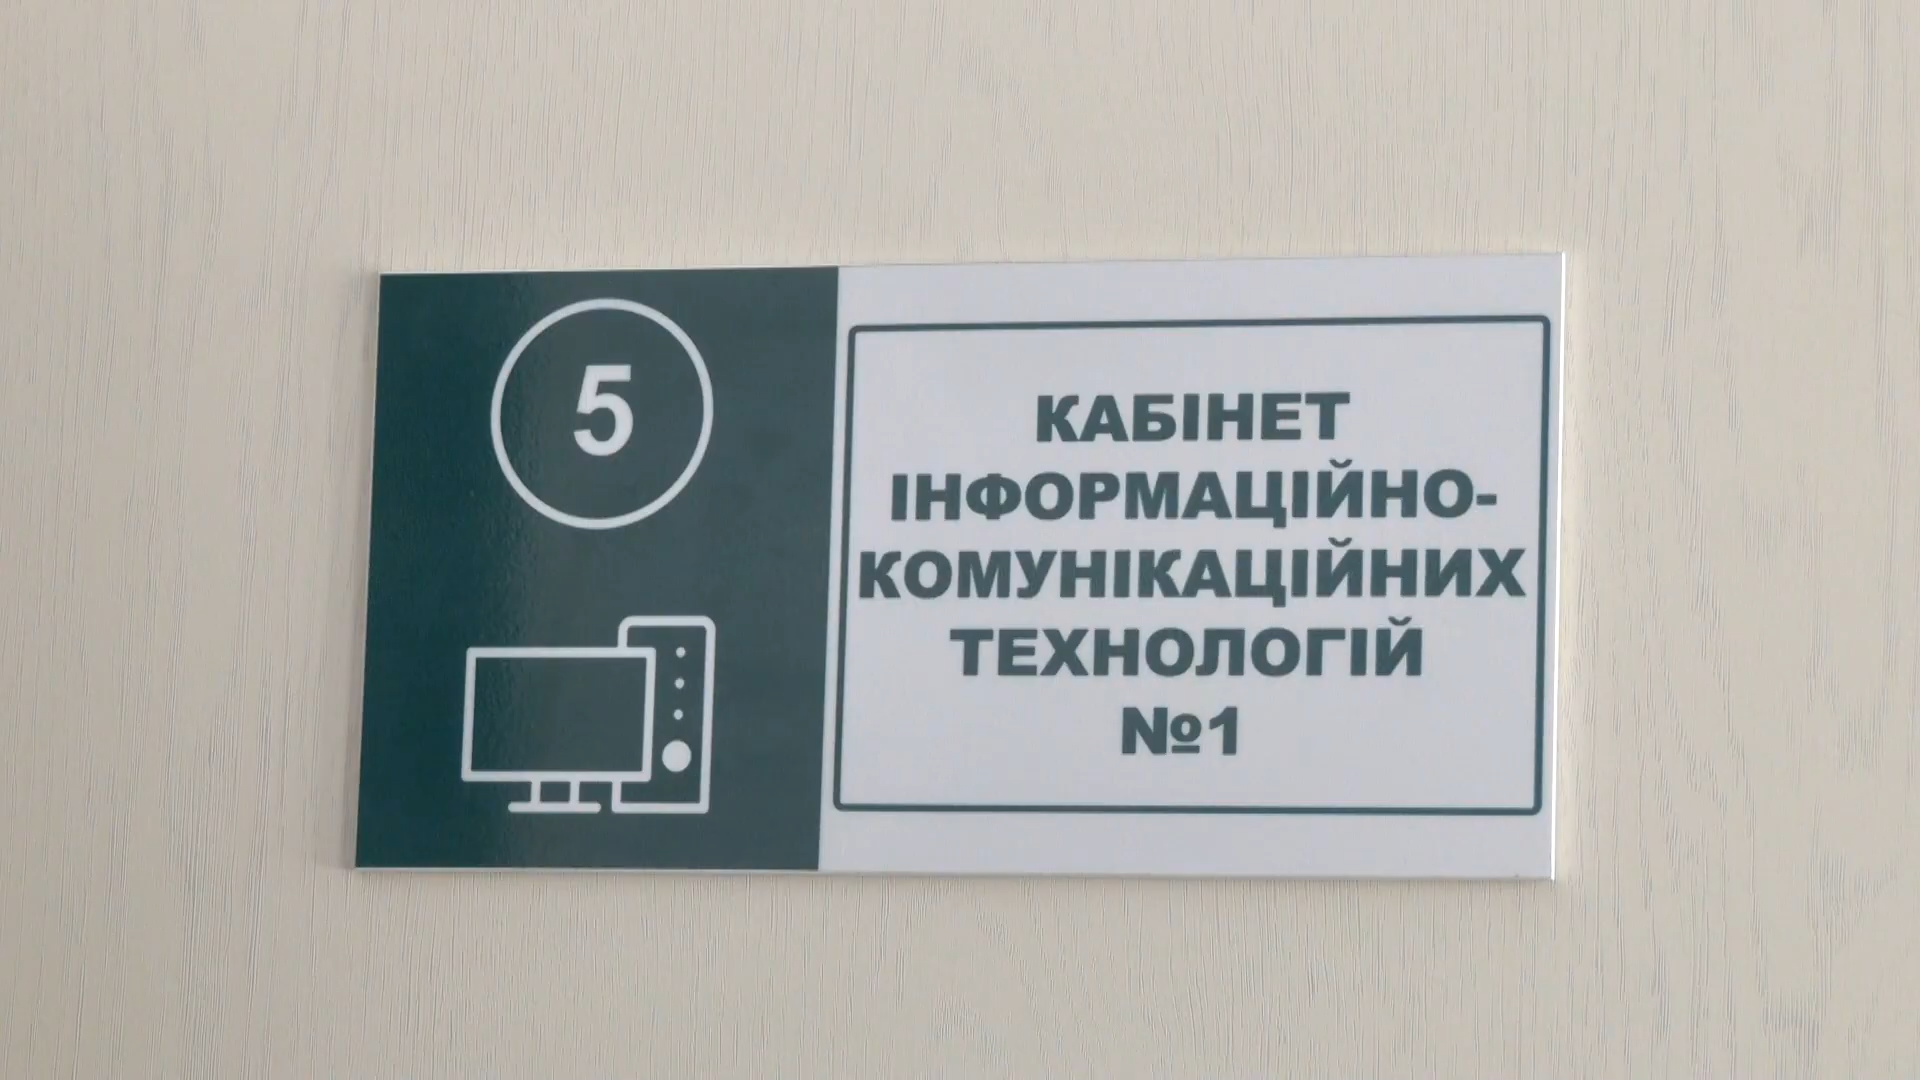 5
КАБІНЕТ
ІНФОРМАЦІЙНО-
КОМУНІКАЦІЙНИХ
ТЕХНОЛОГІЙ
№1